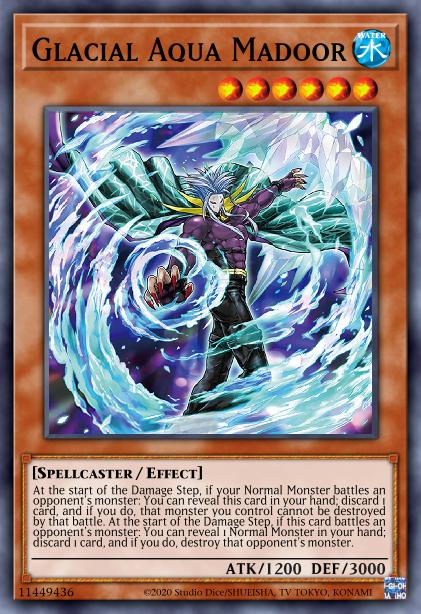 Glacial Aqua Madoor
WATER
水
[Spellcaster / Effect]
At the start of the Damage Step, if your Normal Monster battles an
opponent's monster: You can reveal this card in your hand; discard 1
card, and if you do, that monster you control cannot be destroyed
by that battle. At the start of the Damage Step, if this card battles an
opponent's monster: You can reveal 1 Normal Monster in your hand;
discard 1 card, and if you do, destroy that opponent's monster.
ATK/1200 DEF/3000
11449436 ©2020 Studio Dice/SHUEISHA, TV TOKYO, KONAMI